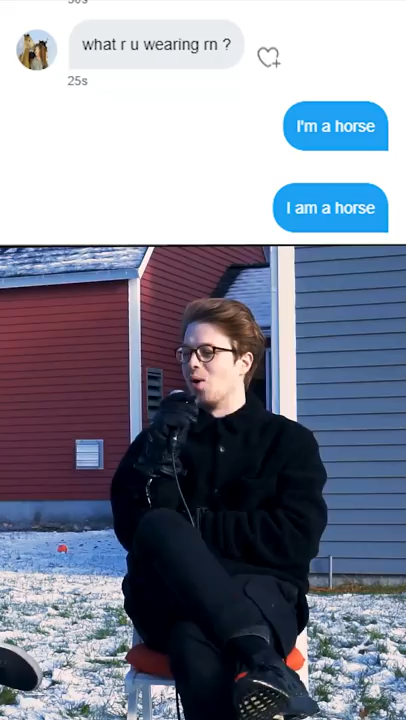 what r u wearing rn ?
25s
I'm a horse
I am a horse